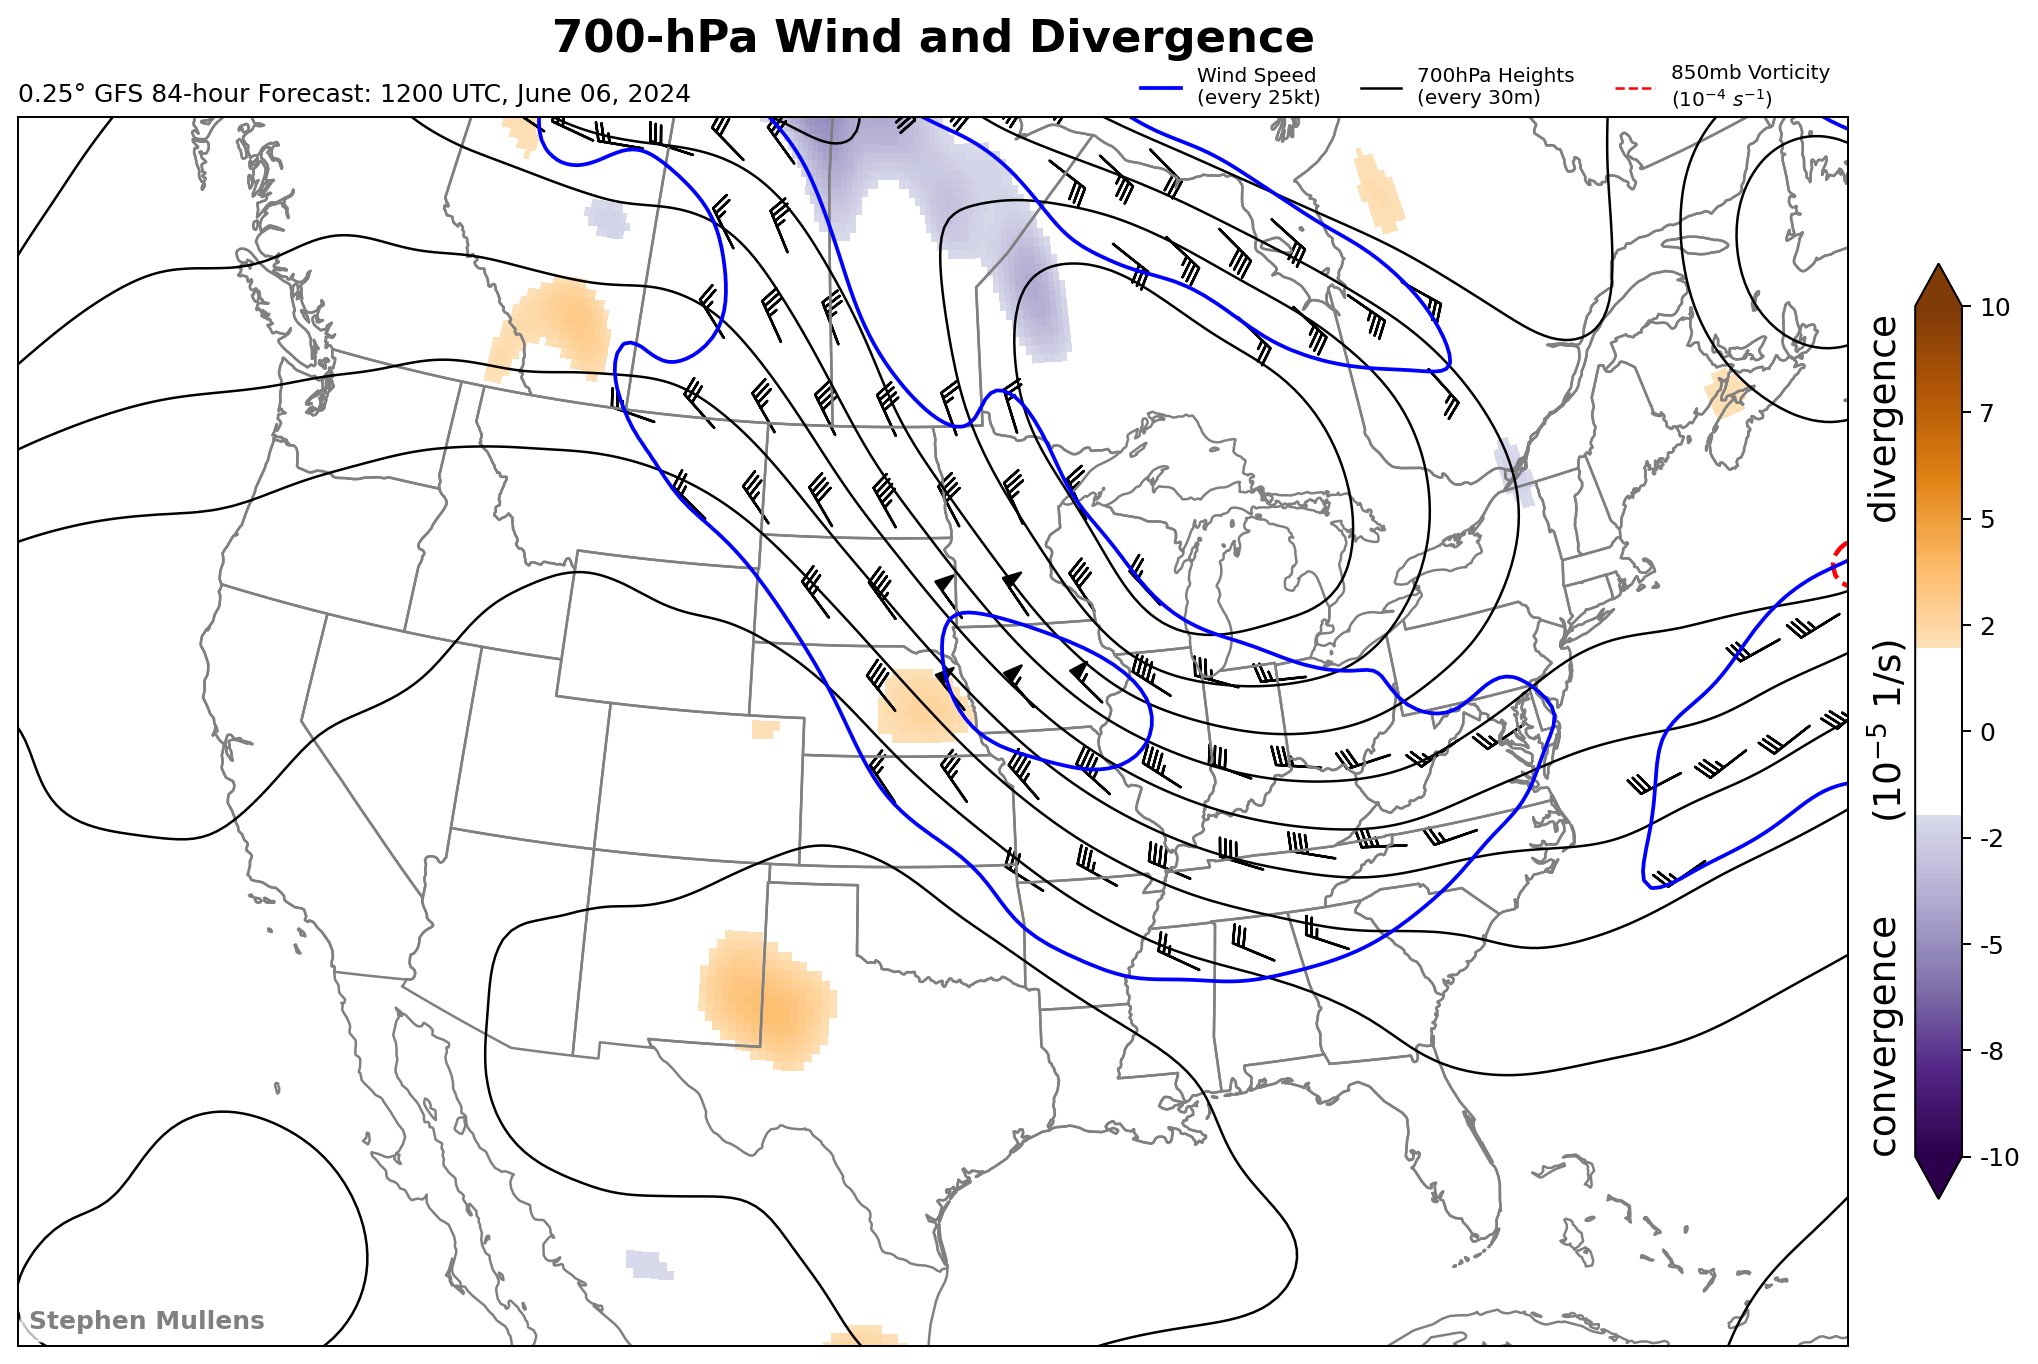 700-hPa Wind and Divergence
0.25° GFS 84-hour Forecast: 1200 UTC, June 06, 2024
Wind Speed
(every 25kt)
700hPa Heights
(every 30m)
850mb Vorticity
(10⁻⁴ s⁻¹)
10
7
5
2
0
-2
-5
-8
-10
convergence (10⁻⁵ 1/s) divergence
Stephen Mullens